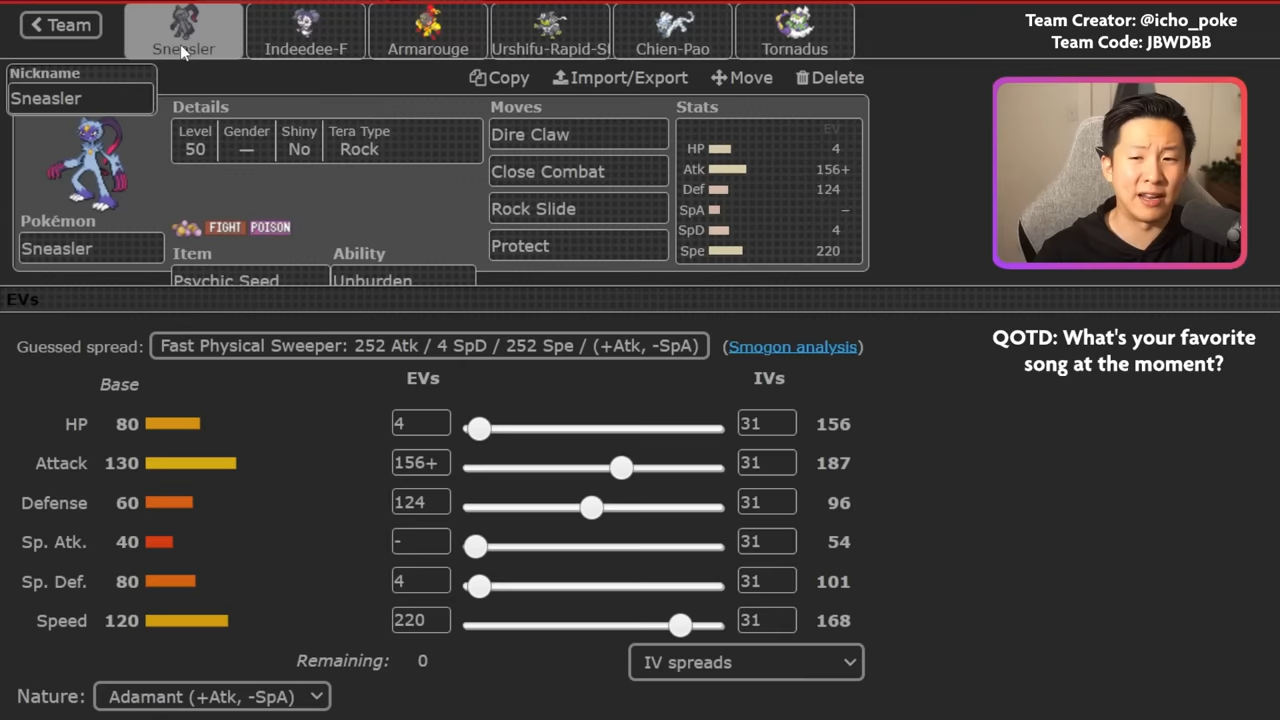 Team
Sneasler
Indeedee-F
Armarouge
Urshifu-Rapid-St
Chien-Pao
Tornadus
Team Creator: @icho_poke
Team Code: JBWDBB
Nickname
Sneasler
Copy
Import/Export
Move
Delete
Details
Level
50
Gender
—
Shiny
No
Tera Type
Rock
Moves
Dire Claw
Close Combat
Rock Slide
Protect
Stats
EV
HP 4
Atk 156+
Def 124
SpA –
SpD 4
Spe 220
Pokémon
Sneasler
FIGHT POISON
Item
Psychic Seed
Ability
Unburden
EVs
Guessed spread: Fast Physical Sweeper: 252 Atk / 4 SpD / 252 Spe / (+Atk, -SpA) (Smogon analysis)
QOTD: What's your favorite
song at the moment?
Base EVs IVs
HP 80 4 31 156
Attack 130 156+ 31 187
Defense 60 124 31 96
Sp. Atk. 40 - 31 54
Sp. Def. 80 4 31 101
Speed 120 220 31 168
Remaining: 0
IV spreads
Nature: Adamant (+Atk, -SpA)